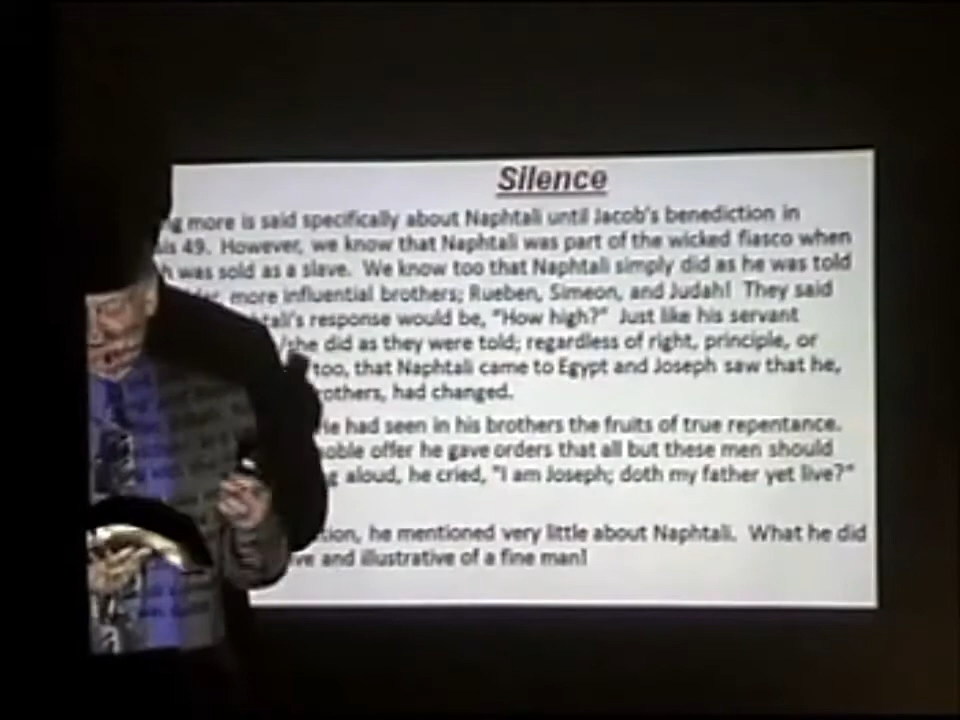 Silence
more is said specifically about Naphtali until Jacob's benediction in
49. However, we know that Naphtali was part of the wicked fiasco when
was sold as a slave. We know too that Naphtali simply did as he was told
more influential brothers; Rueben, Simeon, and Judah! They said
response would be, "How high?" Just like his servant
did as they were told; regardless of right, principle, or
too, that Naphtali came to Egypt and Joseph saw that he,
had changed.
He had seen in his brothers the fruits of true repentance.
offer he gave orders that all but these men should
aloud, he cried, "I am Joseph; doth my father yet live?"
he mentioned very little about Naphtali. What he did
and illustrative of a fine man!